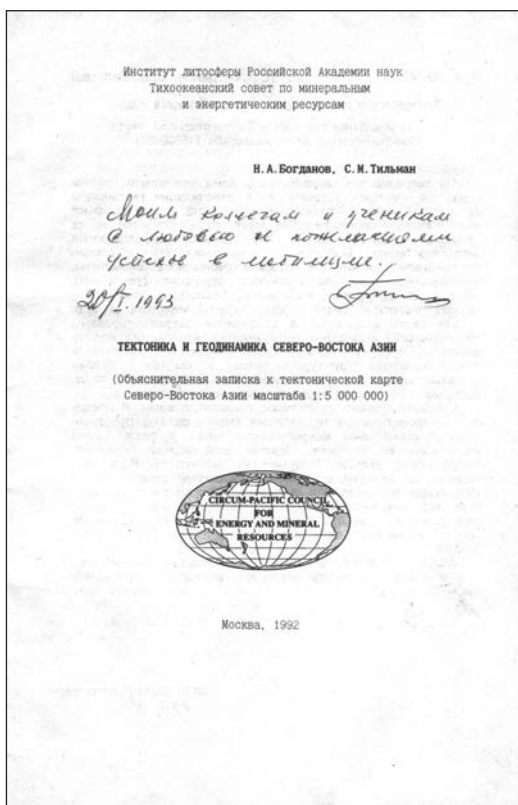 Институт литосферы Российской Академии наук
Тихоокеанский совет по минеральным
и энергетическим ресурсам
Н.А.Богданов, С.М.Тильман
Моим коллегам и ученикам
с любовью и пожеланиями
успехов в
20/I. 1993
ТЕКТОНИКА И ГЕОДИНАМИКА СЕВЕРО-ВОСТОКА АЗИИ
(Объяснительная записка к тектонической карте
Северо-Востока Азии масштаба 1:5 000 000)
CIRCUM-PACIFIC COUNCIL
FOR
ENERGY AND MINERAL
RESOURCES
Москва, 1992